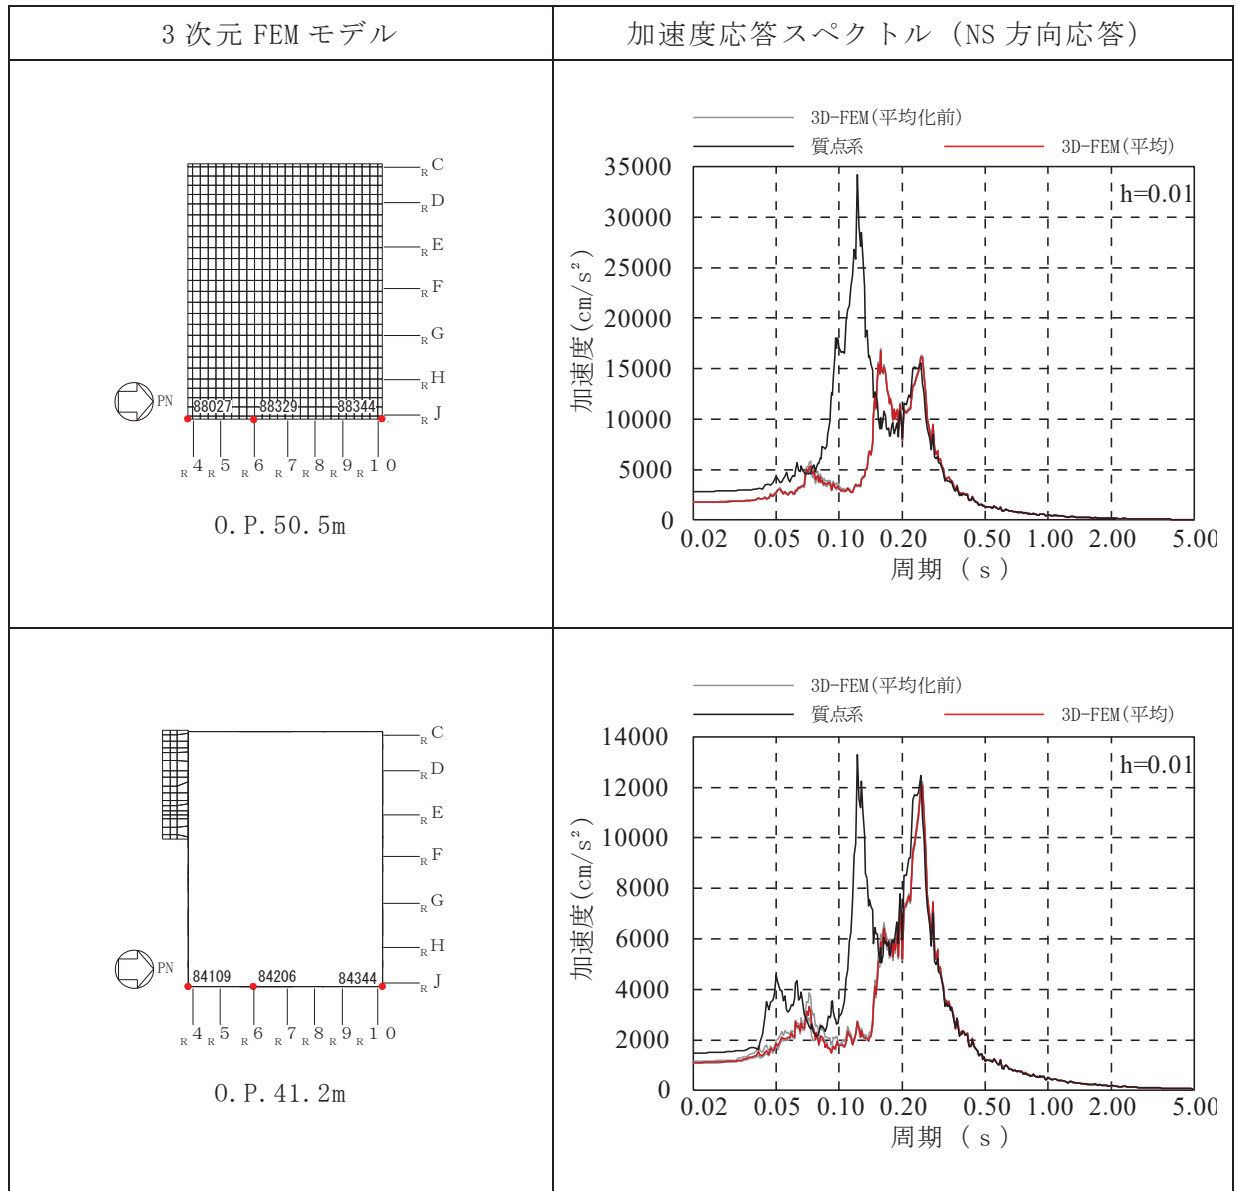 3次元 FEM モデル
加速度応答スペクトル (NS 方向応答)
RC
RD
RE
RF
RG
RH
RJ
PN
88027 88329 88344
R4 R5 R6 R7 R8 R9 R10
O.P.50.5m
3D-FEM(平均化前)
質点系 3D-FEM(平均)
h=0.01
加速度(cm/s²)
35000
30000
25000
20000
15000
10000
5000
0
0.02 0.05 0.10 0.20 0.50 1.00 2.00 5.00
周期 (s)
RC
RD
RE
RF
RG
RH
RJ
PN
84109 84206 84344
R4 R5 R6 R7 R8 R9 R10
O.P.41.2m
3D-FEM(平均化前)
質点系 3D-FEM(平均)
h=0.01
加速度(cm/s²)
14000
12000
10000
8000
6000
4000
2000
0
0.02 0.05 0.10 0.20 0.50 1.00 2.00 5.00
周期 (s)